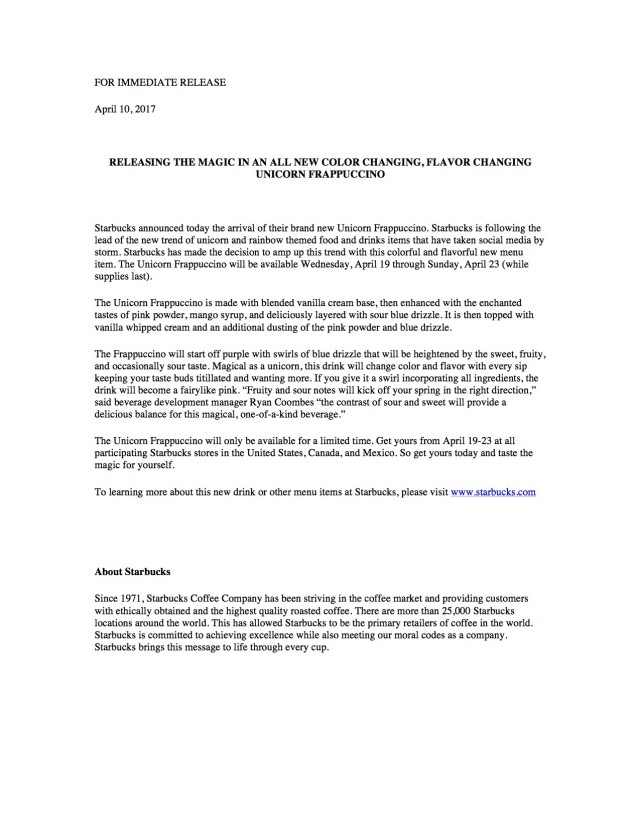 FOR IMMEDIATE RELEASE
April 10, 2017
RELEASING THE MAGIC IN AN ALL NEW COLOR CHANGING, FLAVOR CHANGING
UNICORN FRAPPUCCINO
Starbucks announced today the arrival of their brand new Unicorn Frappuccino. Starbucks is following the
lead of the new trend of unicorn and rainbow themed food and drinks items that have taken social media by
storm. Starbucks has made the decision to amp up this trend with this colorful and flavorful new menu
item. The Unicorn Frappuccino will be available Wednesday, April 19 through Sunday, April 23 (while
supplies last).
The Unicorn Frappuccino is made with blended vanilla cream base, then enhanced with the enchanted
tastes of pink powder, mango syrup, and deliciously layered with sour blue drizzle. It is then topped with
vanilla whipped cream and an additional dusting of the pink powder and blue drizzle.
The Frappuccino will start off purple with swirls of blue drizzle that will be heightened by the sweet, fruity,
and occasionally sour taste. Magical as a unicorn, this drink will change color and flavor with every sip
keeping your taste buds titillated and wanting more. If you give it a swirl incorporating all ingredients, the
drink will become a fairylike pink. “Fruity and sour notes will kick off your spring in the right direction,”
said beverage development manager Ryan Coombes “the contrast of sour and sweet will provide a
delicious balance for this magical, one-of-a-kind beverage.”
The Unicorn Frappuccino will only be available for a limited time. Get yours from April 19-23 at all
participating Starbucks stores in the United States, Canada, and Mexico. So get yours today and taste the
magic for yourself.
To learning more about this new drink or other menu items at Starbucks, please visit www.starbucks.com
About Starbucks
Since 1971, Starbucks Coffee Company has been striving in the coffee market and providing customers
with ethically obtained and the highest quality roasted coffee. There are more than 25,000 Starbucks
locations around the world. This has allowed Starbucks to be the primary retailers of coffee in the world.
Starbucks is committed to achieving excellence while also meeting our moral codes as a company.
Starbucks brings this message to life through every cup.